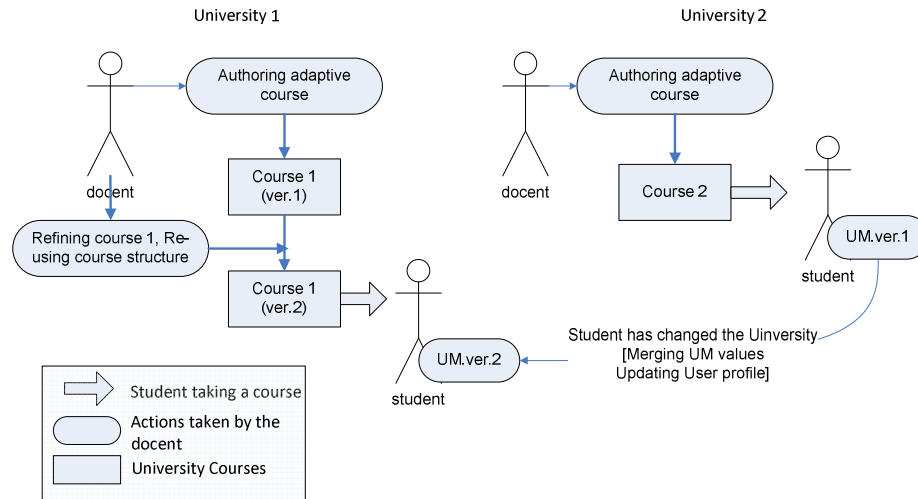 University 1
University 2
Authoring adaptive
course
Authoring adaptive
course
docent
Course 1
(ver.1)
docent
Course 2
Refining course 1, Re-
using course structure
UM.ver.1
student
Course 1
(ver.2)
Student has changed the Uinversity
[Merging UM values
Updating User profile]
UM.ver.2
student
Student taking a course
Actions taken by the
docent
University Courses